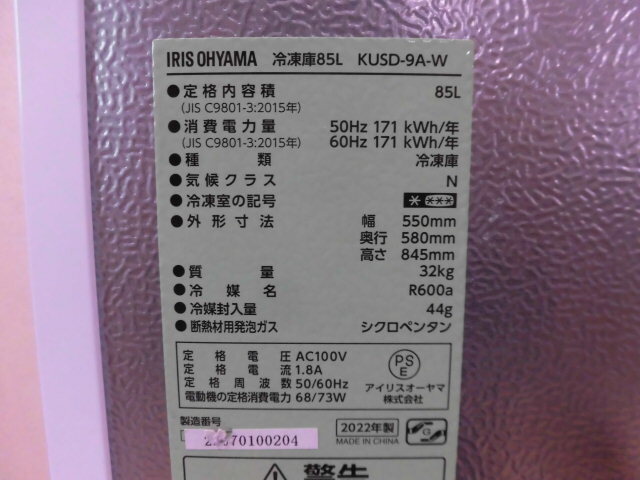 IRIS OHYAMA 冷凍庫85L KUSD-9A-W
●定格内容積 85L
(JIS C9801-3:2015年)
●消費電力量 50Hz 171 kWh/年
(JIS C9801-3:2015年) 60Hz 171 kWh/年
●種類 冷凍庫
●気候クラス N
●冷凍室の記号 * ***
●外形寸法 幅 550mm
奥行 580mm
高さ 845mm
●質量 32kg
●冷媒名 R600a
●冷媒封入量 44g
●断熱材用発泡ガス シクロペンタン
定格電圧 AC100V
定格電流 1.8A
定格周波数 50/60Hz
電動機の定格消費電力 68/73W
PS
E
アイリスオーヤマ
株式会社
製造番号
70100204
2022年製
MADE IN CHINA
G
警告